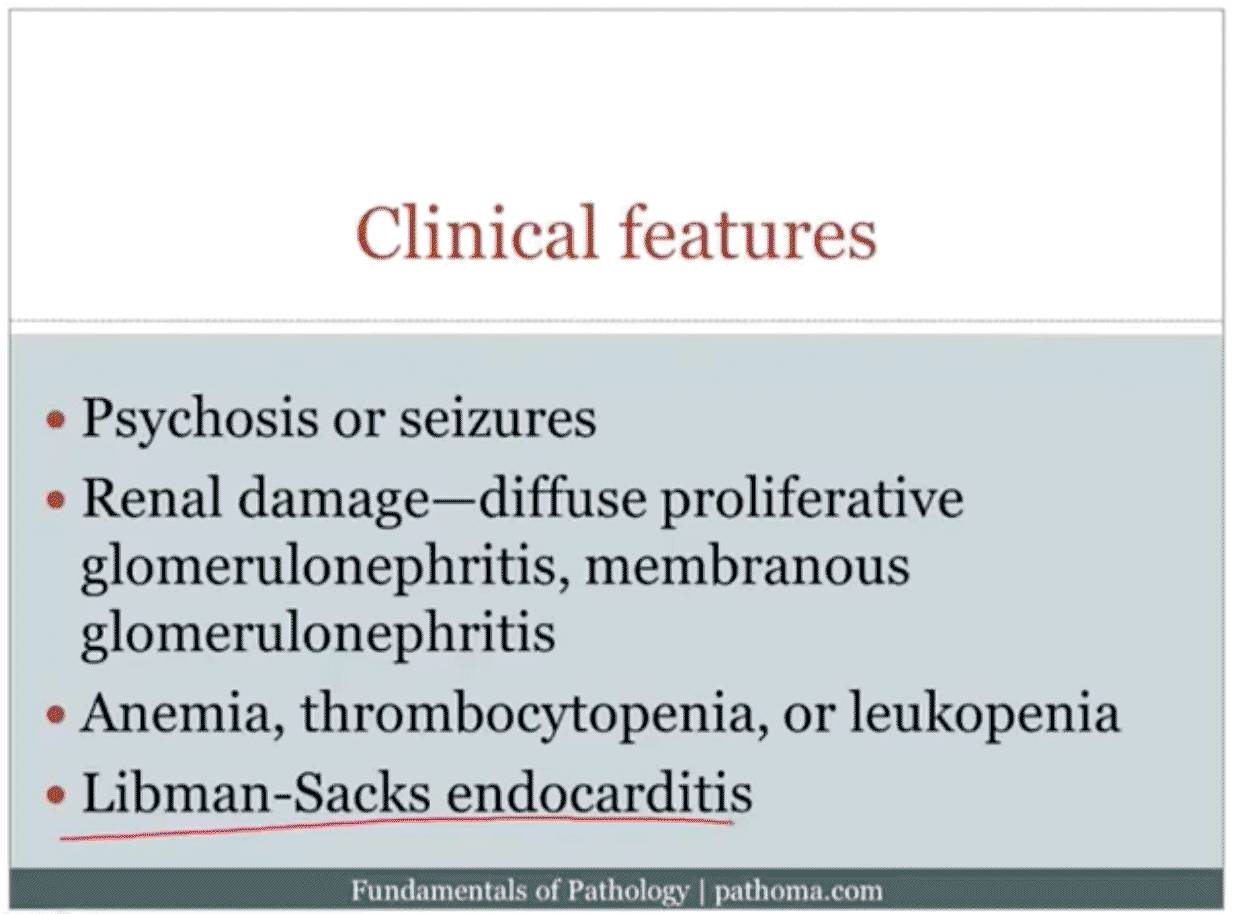 Clinical features
• Psychosis or seizures
• Renal damage—diffuse proliferative
glomerulonephritis, membranous
glomerulonephritis
• Anemia, thrombocytopenia, or leukopenia
• Libman-Sacks endocarditis
Fundamentals of Pathology | pathoma.com